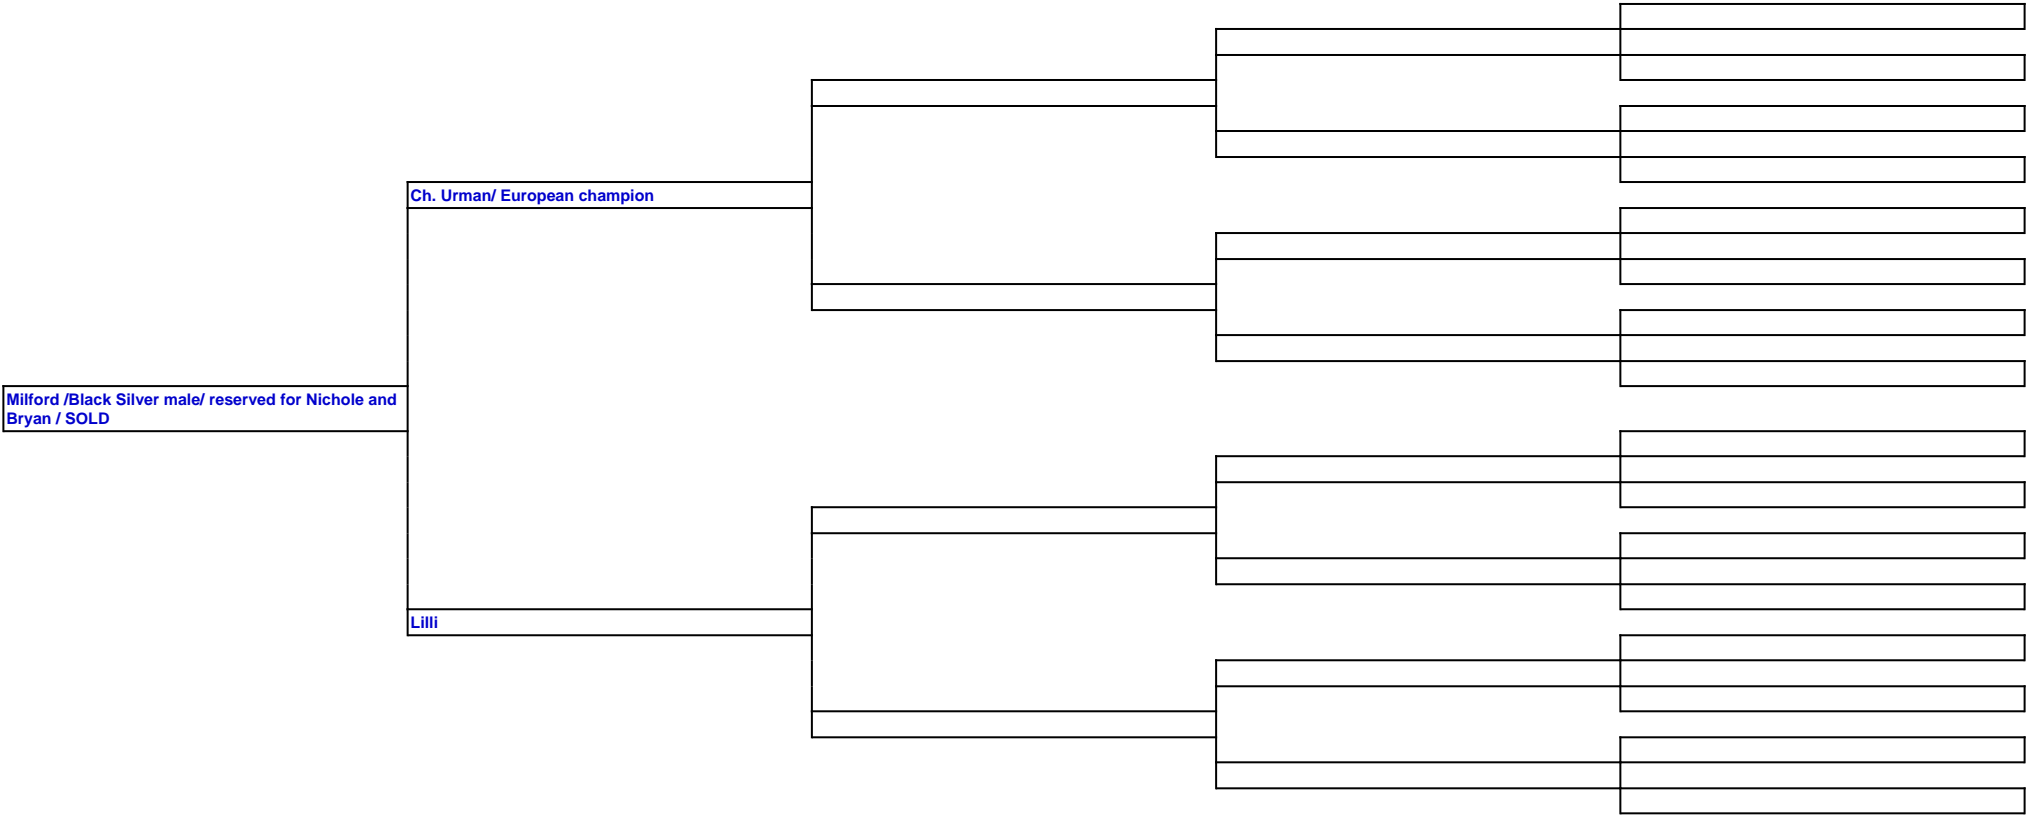 Ch. Urman/ European champion
Milford /Black Silver male/ reserved for Nichole and
Bryan / SOLD
Lilli